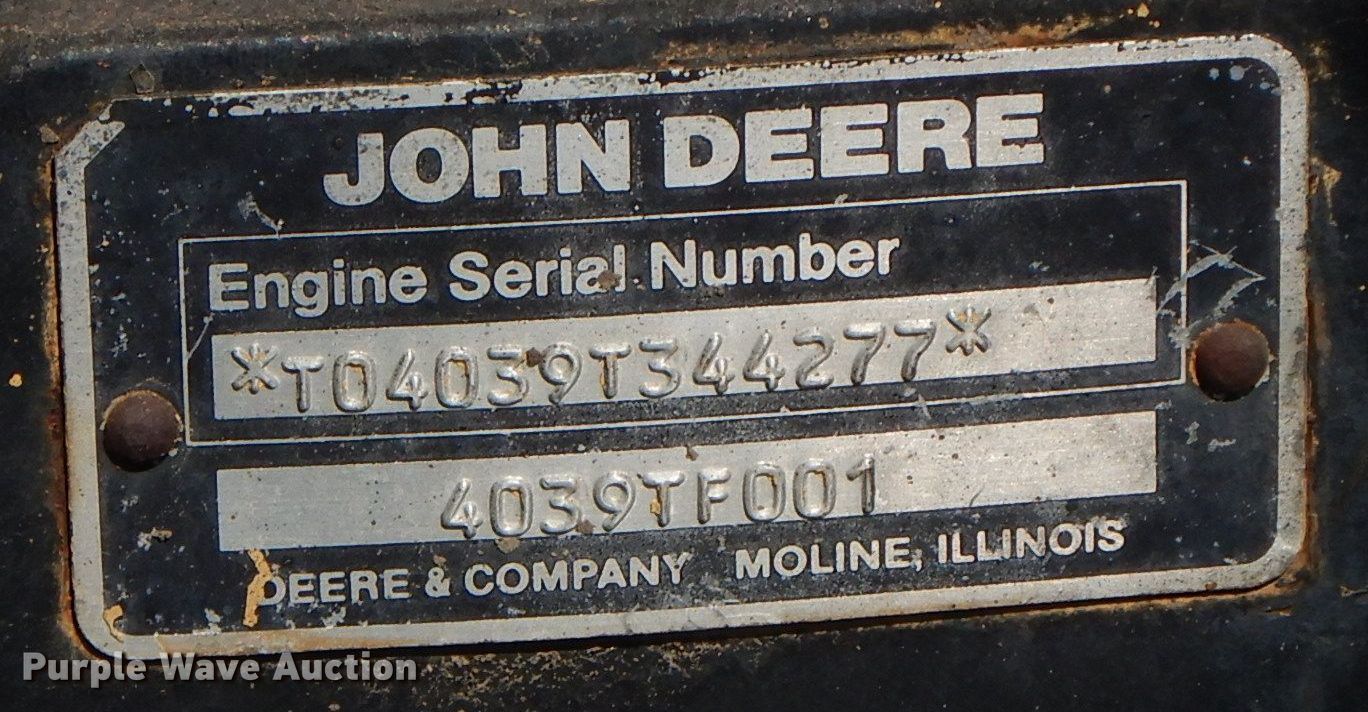 JOHN DEERE
Engine Serial Number
*T04039T344277*
4039TF001
DEERE & COMPANY MOLINE, ILLINOIS
Purple Wave Auction